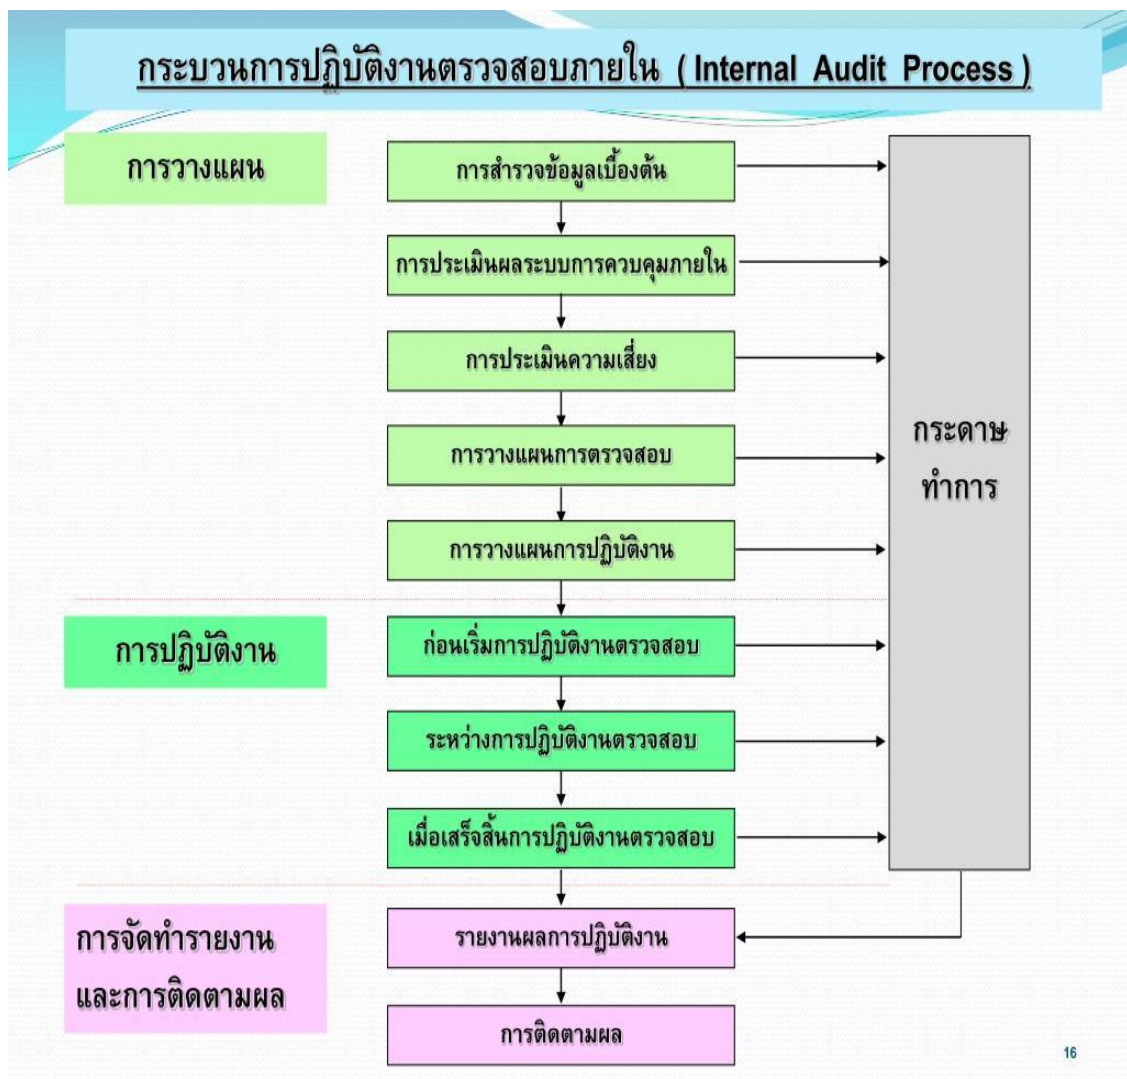 กระบวนการปฏิบัติงานตรวจสอบภายใน ( Internal Audit Process )
การวางแผน
การสำรวจข้อมูลเบื้องต้น
การประเมินผลระบบการควบคุมภายใน
การประเมินความเสี่ยง
การวางแผนการตรวจสอบ
การวางแผนการปฏิบัติงาน
กระดาษ
ทำการ
การปฏิบัติงาน
ก่อนเริ่มการปฏิบัติงานตรวจสอบ
ระหว่างการปฏิบัติงานตรวจสอบ
เมื่อเสร็จสิ้นการปฏิบัติงานตรวจสอบ
การจัดทำรายงาน
และการติดตามผล
รายงานผลการปฏิบัติงาน
การติดตามผล
16